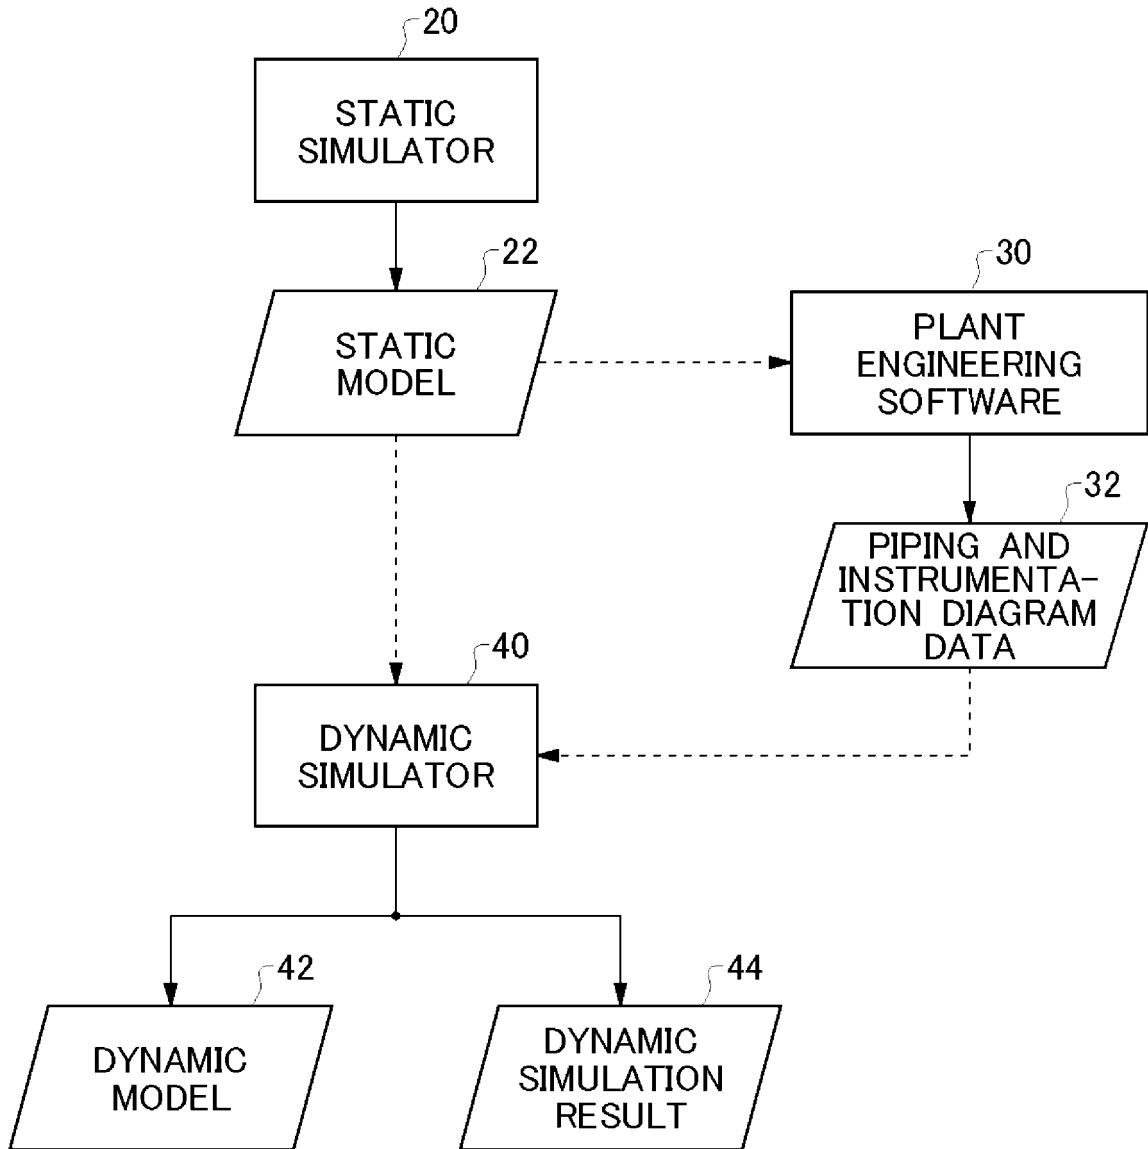 20
STATIC
SIMULATOR
22
STATIC
MODEL
30
PLANT
ENGINEERING
SOFTWARE
32
PIPING AND
INSTRUMENTA-
TION DIAGRAM
DATA
40
DYNAMIC
SIMULATOR
42
DYNAMIC
MODEL
44
DYNAMIC
SIMULATION
RESULT